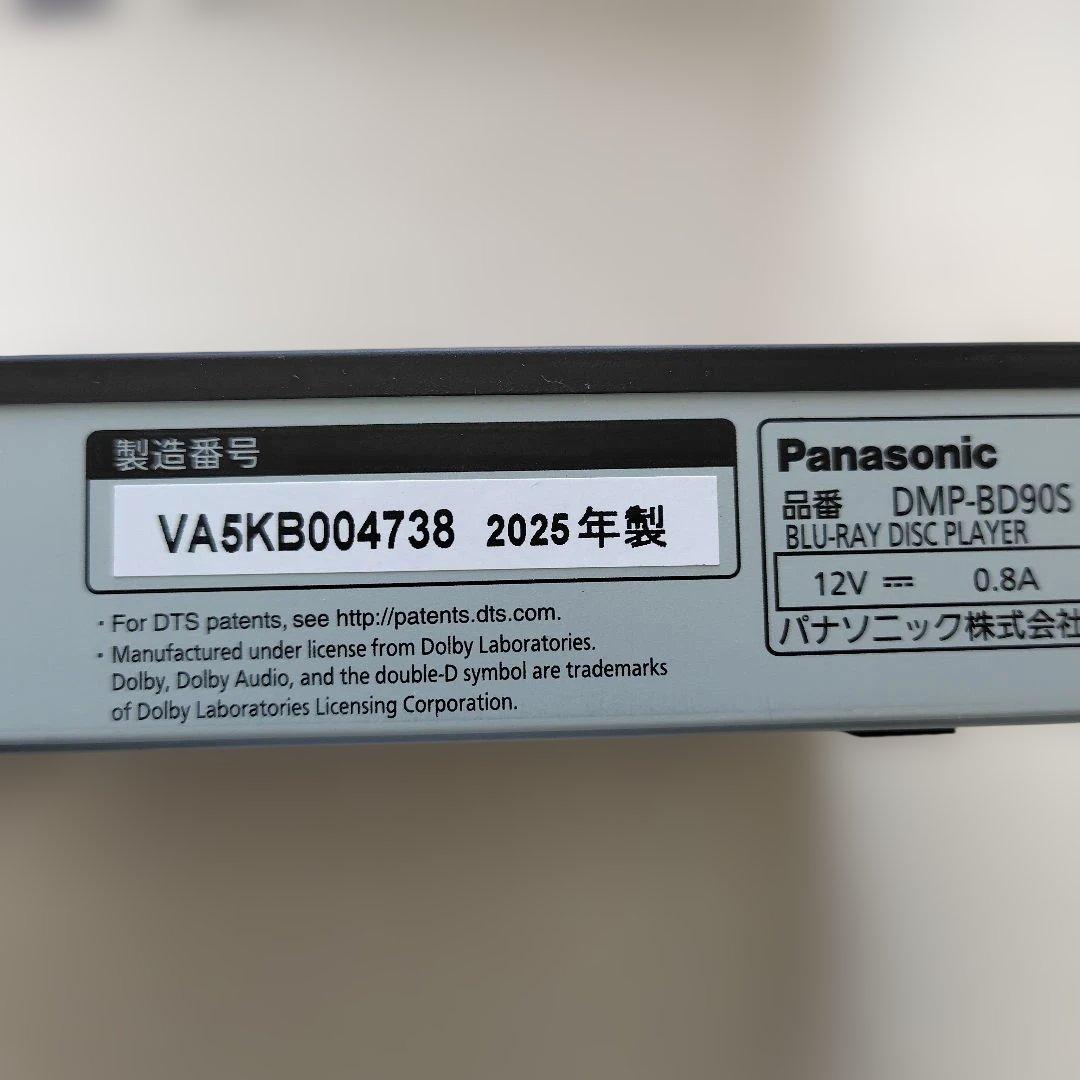 製造番号
VA5KB004738 2025年製
・For DTS patents, see http://patents.dts.com.
・Manufactured under license from Dolby Laboratories.
Dolby, Dolby Audio, and the double-D symbol are trademarks
of Dolby Laboratories Licensing Corporation.
Panasonic
品番 DMP-BD90S
BLU-RAY DISC PLAYER
12V ⎓ 0.8A
パナソニック株式会社